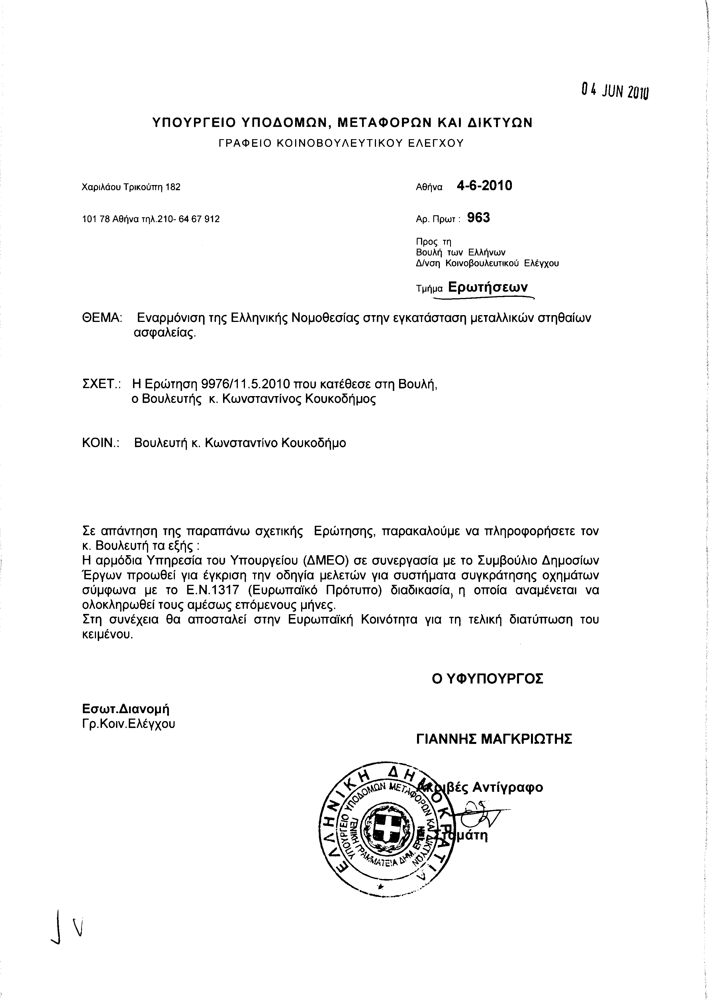 04 JUN 2010
ΥΠΟΥΡΓΕΙΟ ΥΠΟΔΟΜΩΝ, ΜΕΤΑΦΟΡΩΝ ΚΑΙ ΔΙΚΤΥΩΝ
ΓΡΑΦΕΙΟ ΚΟΙΝΟΒΟΥΛΕΥΤΙΚΟΥ ΕΛΕΓΧΟΥ
Χαριλάου Τρικούπη 182
Αθήνα 4-6-2010
101 78 Αθήνα τηλ.210- 64 67 912
Αρ. Πρωτ : 963
Προς τη
Βουλή των Ελλήνων
Δ/νση Κοινοβουλευτικού Ελέγχου
Τμήμα Ερωτήσεων
ΘΕΜΑ: Εναρμόνιση της Ελληνικής Νομοθεσίας στην εγκατάσταση μεταλλικών στηθαίων
ασφαλείας.
ΣΧΕΤ.: Η Ερώτηση 9976/11.5.2010 που κατέθεσε στη Βουλή,
ο Βουλευτής κ. Κωνσταντίνος Κουκοδήμος
ΚΟΙΝ.: Βουλευτή κ. Κωνσταντίνο Κουκοδήμο
Σε απάντηση της παραπάνω σχετικής Ερώτησης, παρακαλούμε να πληροφορήσετε τον
κ. Βουλευτή τα εξής :
Η αρμόδια Υπηρεσία του Υπουργείου (ΔΜΕΟ) σε συνεργασία με το Συμβούλιο Δημοσίων
Έργων προωθεί για έγκριση την οδηγία μελετών για συστήματα συγκράτησης οχημάτων
σύμφωνα με το Ε.Ν.1317 (Ευρωπαϊκό Πρότυπο) διαδικασία, η οποία αναμένεται να
ολοκληρωθεί τους αμέσως επόμενους μήνες.
Στη συνέχεια θα αποσταλεί στην Ευρωπαϊκή Κοινότητα για τη τελική διατύπωση του
κειμένου.
Ο ΥΦΥΠΟΥΡΓΟΣ
Εσωτ.Διανομή
Γρ.Κοιν.Ελέγχου
ΓΙΑΝΝΗΣ ΜΑΓΚΡΙΩΤΗΣ
Ακριβές Αντίγραφο
Στομάτη
ΕΛΛΗΝΙΚΗ ΔΗΜΟΚΡΑΤΙΑ
ΥΠΟΥΡΓΕΙΟ ΥΠΟΔΟΜΩΝ ΜΕΤΑΦΟΡΩΝ ΚΑΙ ΔΙΚΤΥΩΝ
ΓΕΝΙΚΗ ΓΡΑΜΜΑΤΕΙΑ ΔΗΜ. ΕΡΓΩΝ